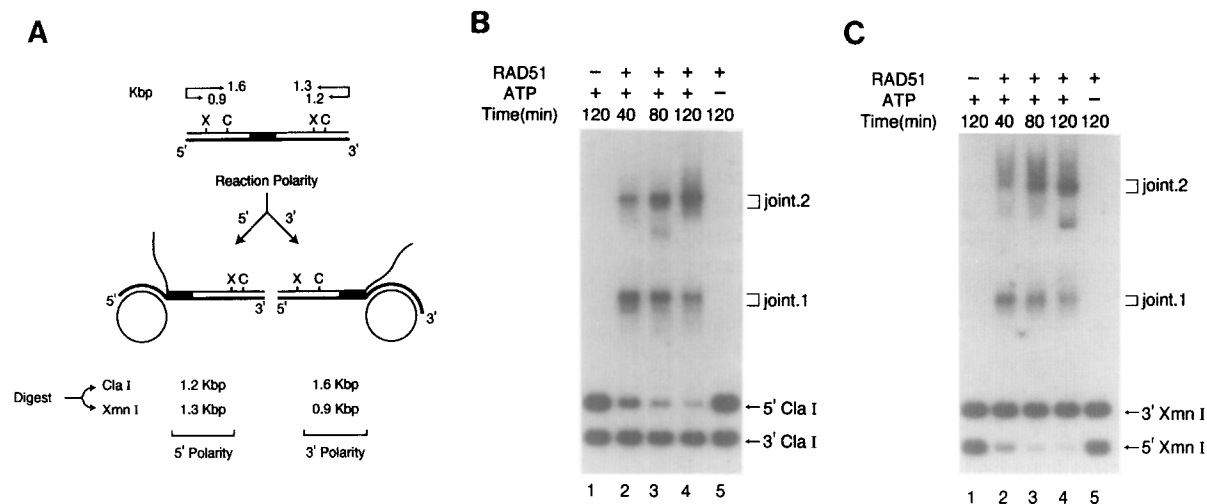 A
Kbp
1.6
0.9
1.3
1.2
X C
X C
5'
3'
Reaction Polarity
5'
3'
X C
X C
5'
3'
5'
3'
Digest
Cla I
1.2 Kbp
1.6 Kbp
Xmn I
1.3 Kbp
0.9 Kbp
5' Polarity
3' Polarity
B
RAD51 − + + + +
ATP + + + + −
Time(min) 120 40 80 120 120
joint.2
joint.1
5' Cla I
3' Cla I
1 2 3 4 5
C
RAD51 − + + + +
ATP + + + + −
Time(min) 120 40 80 120 120
joint.2
joint.1
3' Xmn I
5' Xmn I
1 2 3 4 5